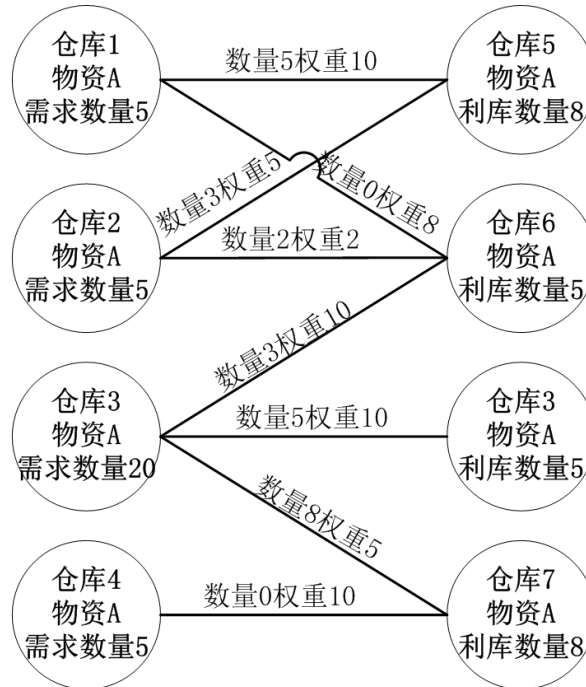 仓库1
物资A
需求数量5
数量5权重10
仓库5
物资A
利库数量8
数量3权重5
数量0权重8
仓库2
物资A
需求数量5
数量2权重2
仓库6
物资A
利库数量5
数量3权重10
仓库3
物资A
需求数量20
数量5权重10
仓库3
物资A
利库数量5
数量8权重5
仓库4
物资A
需求数量5
数量0权重10
仓库7
物资A
利库数量8